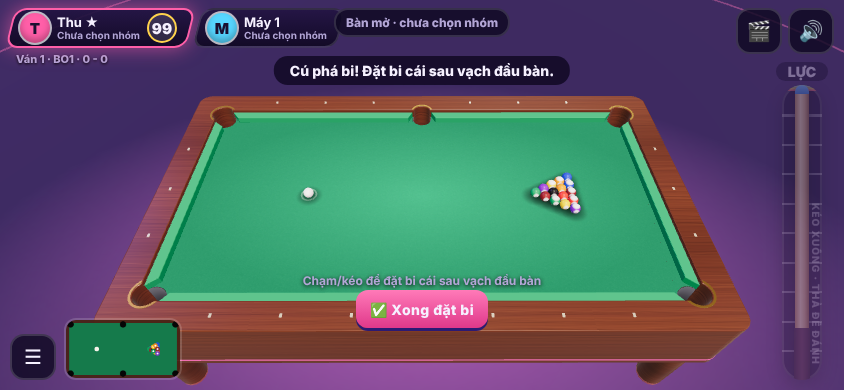 T
Thu ★
Chưa chọn nhóm
99
M
Máy 1
Chưa chọn nhóm
Bàn mở · chưa chọn nhóm
Ván 1 · BO1 · 0 - 0
Cú phá bi! Đặt bi cái sau vạch đầu bàn.
LỰC
KÉO XUỐNG · THẢ ĐỂ ĐÁNH
Chạm/kéo để đặt bi cái sau vạch đầu bàn
✅ Xong đặt bi